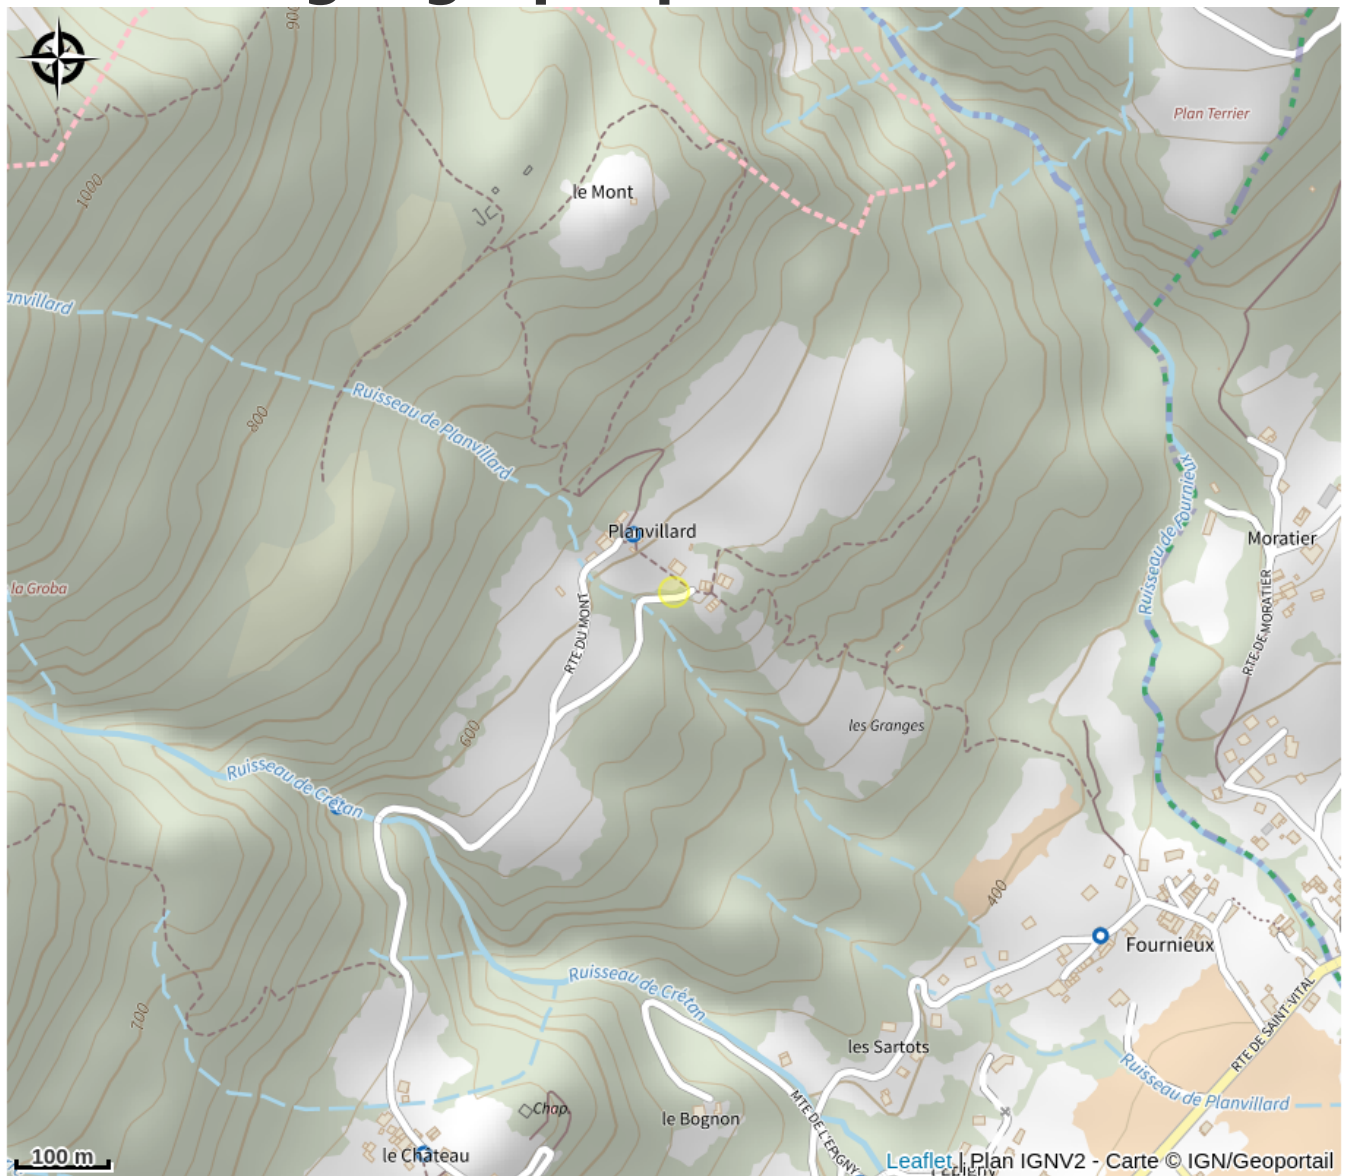 900
Plan Terrier
1000
le Mont
anvillard
Ruisseau de Planvillard
800
Planvillard
Moratier
Ruisseau de Fournieux
la Groba
RTE DU MONT
RTE DE MORATIER
les Granges
600
Ruisseau de Crétan
400
Fournieux
Ruisseau de Crétan
RTE DE SAINT-VITAL
700
les Sartots
Ruisseau de Planvillard
Chap.
le Bognon
MTE DE L'ÉPIGNY
le Château
100 m
Leaflet | Plan IGNV2 - Carte © IGN/Geoportail